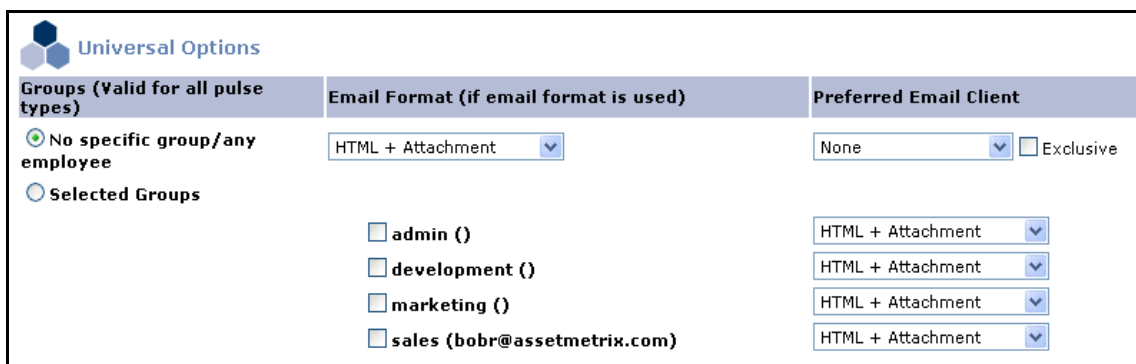 Universal Options
Groups (Valid for all pulse types)
Email Format (if email format is used)
Preferred Email Client
No specific group/any employee
HTML + Attachment
None
Exclusive
Selected Groups
admin ()
HTML + Attachment
development ()
HTML + Attachment
marketing ()
HTML + Attachment
sales (bobr@assetmetrix.com)
HTML + Attachment